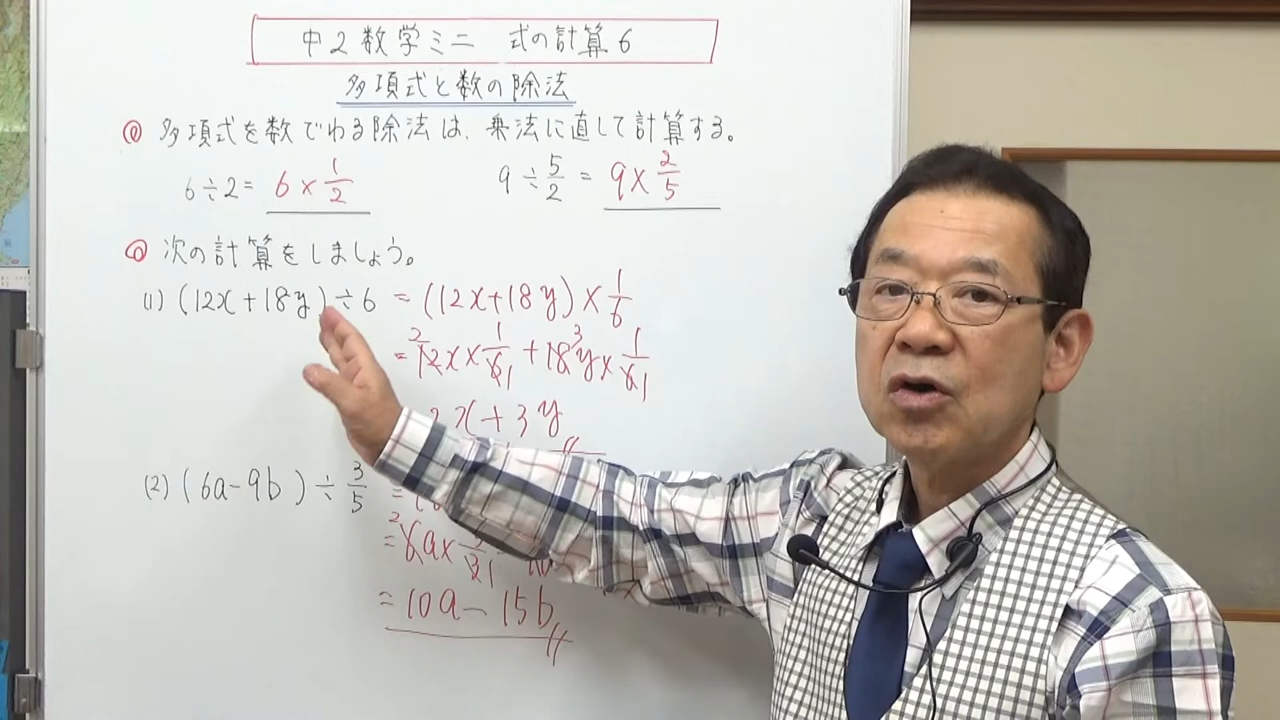 中2数学ミニ 式の計算6
多項式と数の除法
◎ 多項式を数でわる除法は、乗法に直して計算する。
6÷2= 6×1/2 9÷5/2 = 9×2/5
◎ 次の計算をしましょう。
(1) (12x+18y)÷6 = (12x+18y)×1/6
= 12x×1/6 + 18y×1/6
2x+3y
(2) (6a-9b)÷3/5 =
= 6a×
= 10a-15b